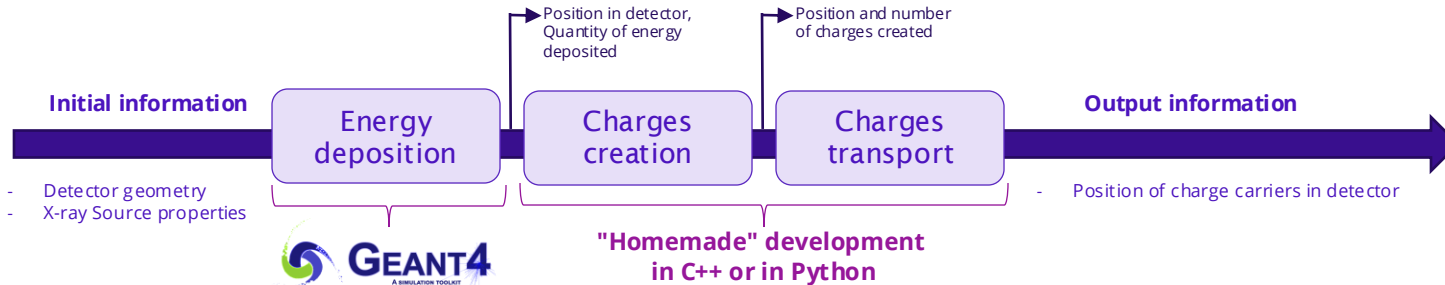 Position in detector,
Quantity of energy
deposited
Position and number
of charges created
Initial information
Energy
deposition
Charges
creation
Charges
transport
Output information
- Detector geometry
- X-ray Source properties
- Position of charge carriers in detector
GEANT4
A SIMULATION TOOLKIT
"Homemade" development
in C++ or in Python